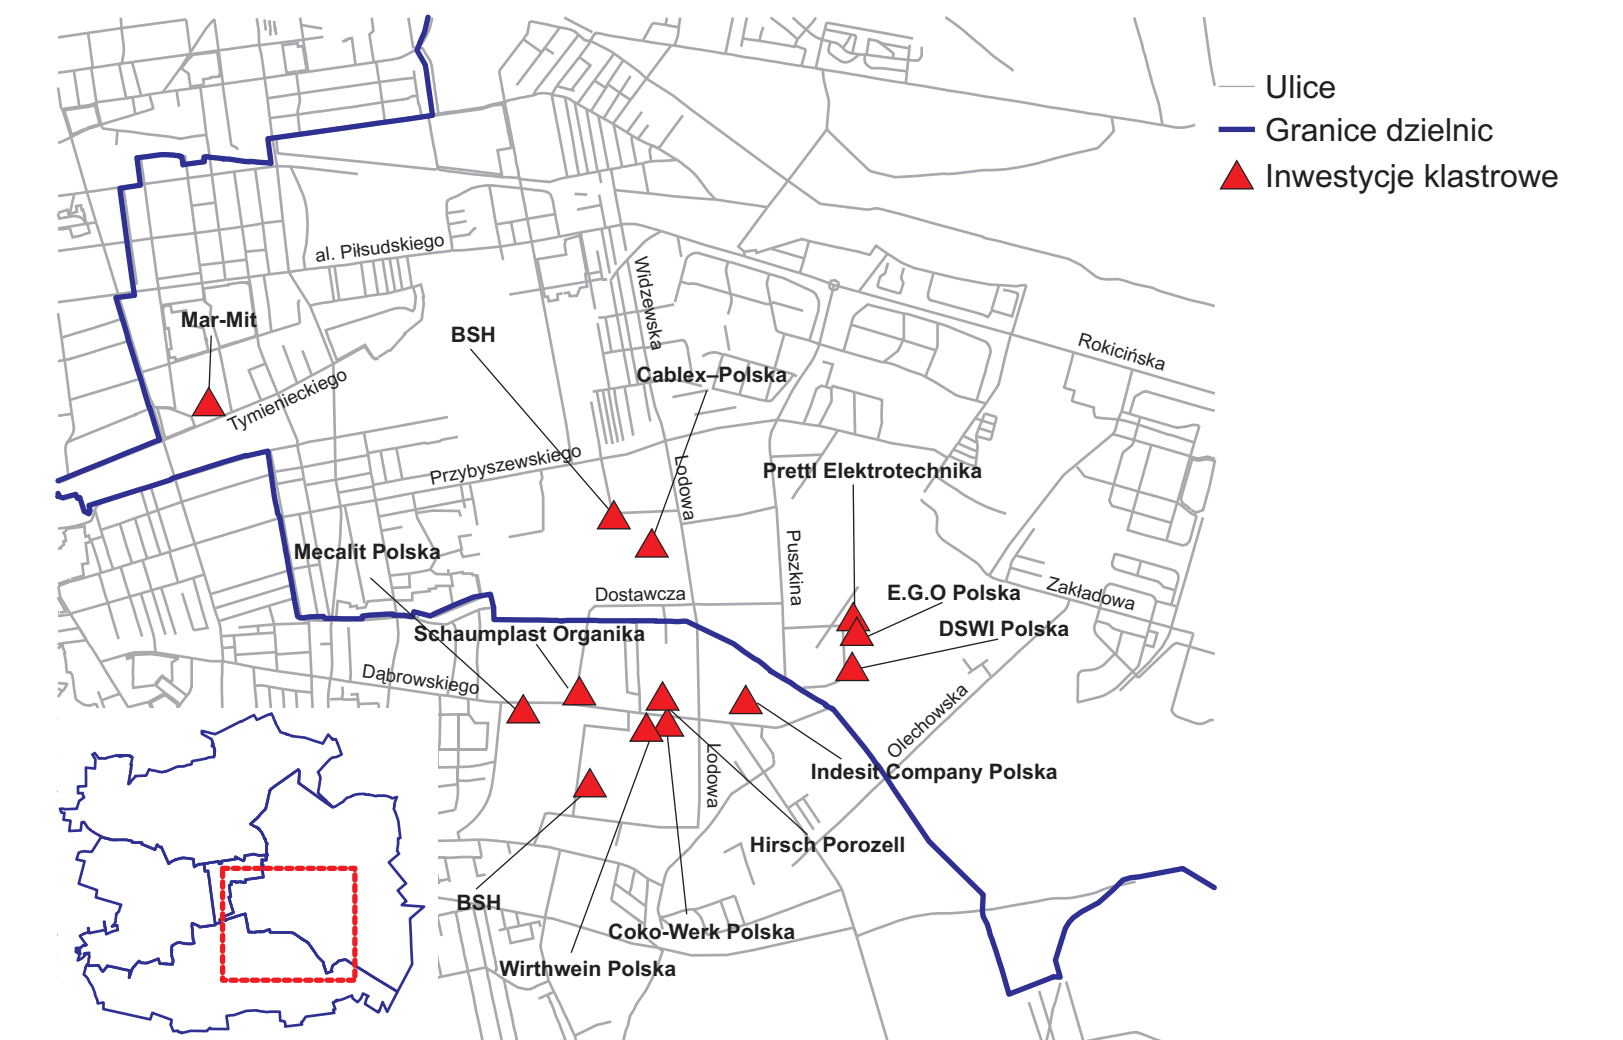 Ulice
Granice dzielnic
Inwestycje klastrowe
al. Piłsudskiego
Widzewska
Mar-Mit
BSH
Rokicińska
Cablex–Polska
Tymienieckiego
Przybyszewskiego
Lodowa
Prettl Elektrotechnika
Mecalit Polska
Puszkina
Dostawcza
E.G.O Polska
Zakładowa
DSWI Polska
Schaumplast Organika
Dąbrowskiego
Olechowska
Lodowa
Indesit Company Polska
Hirsch Porozell
BSH
Coko-Werk Polska
Wirthwein Polska